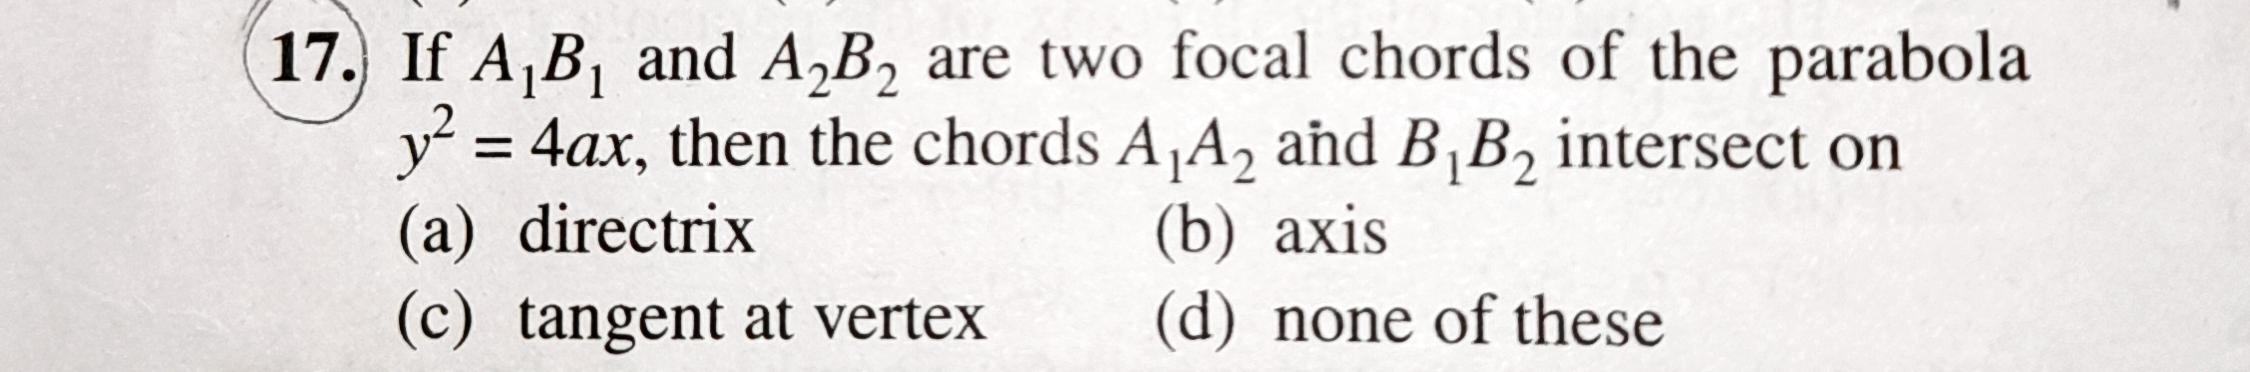 17. If A₁B₁ and A₂B₂ are two focal chords of the parabola
y² = 4ax, then the chords A₁A₂ and B₁B₂ intersect on
(a) directrix (b) axis
(c) tangent at vertex (d) none of these